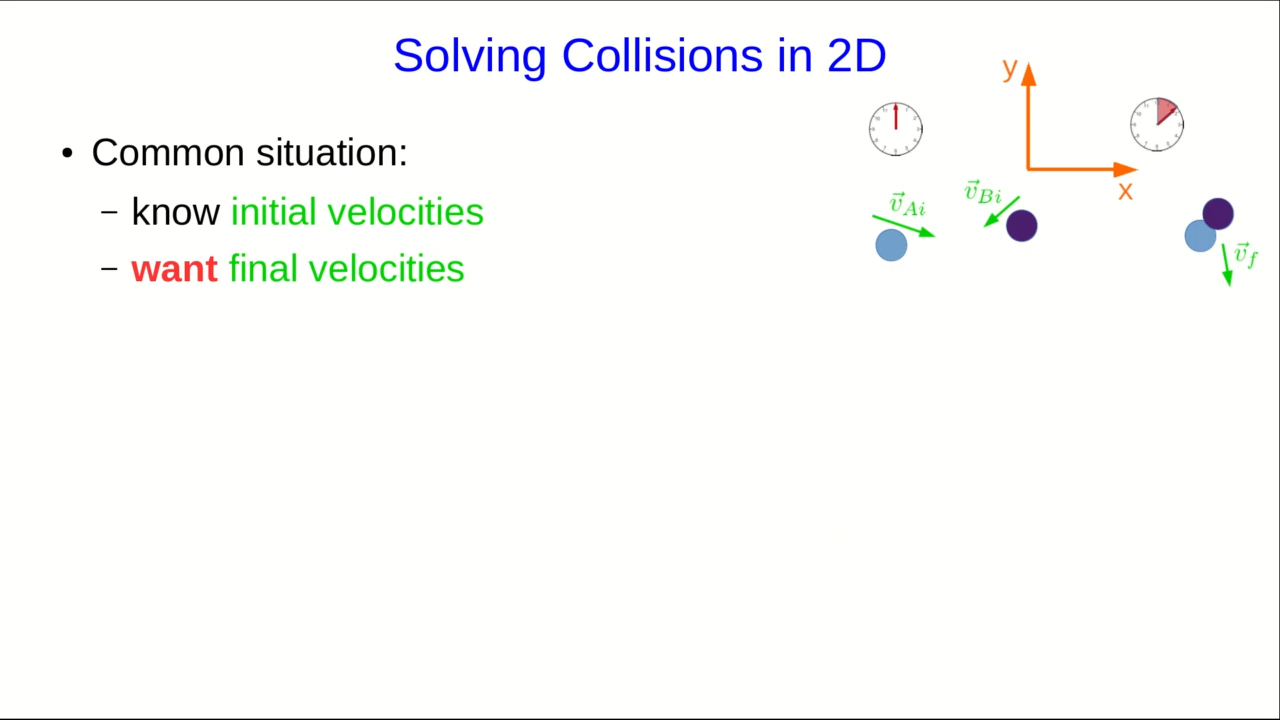 Solving Collisions in 2D
y
x
• Common situation:
– know initial velocities
– want final velocities
v⃗Ai
v⃗Bi
v⃗f